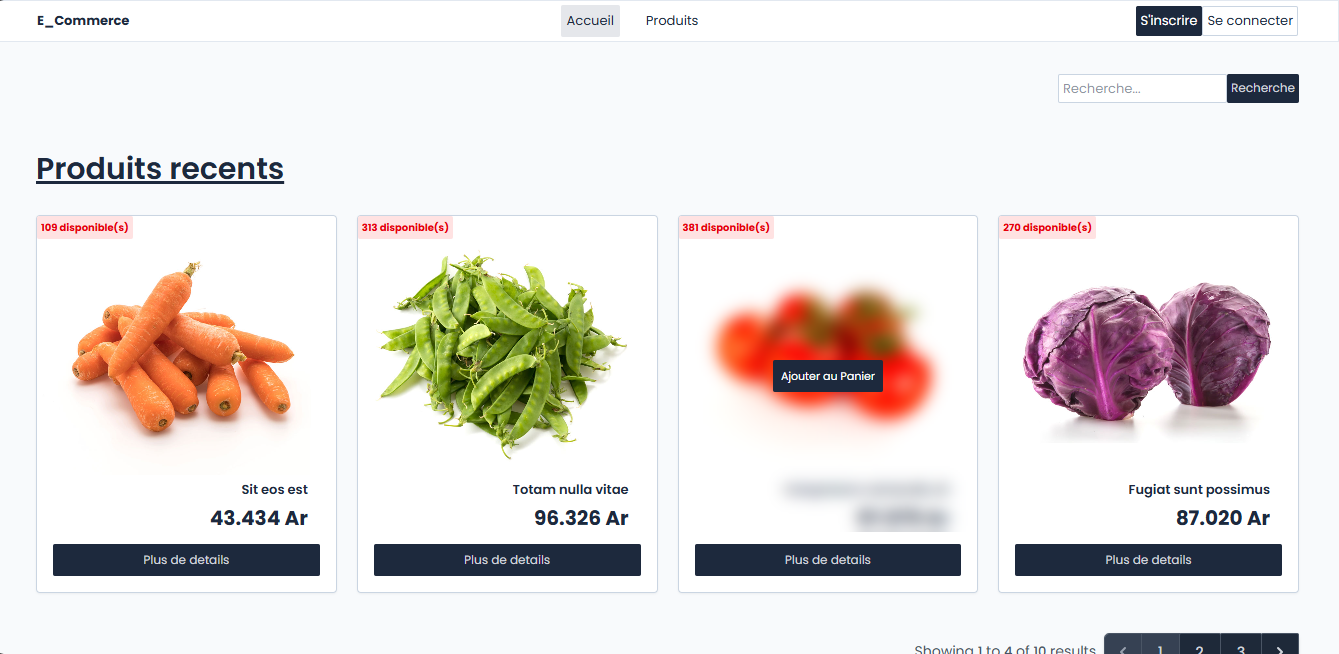 E_Commerce
Accueil
Produits
S'inscrire
Se connecter
Recherche...
Recherche
Produits recents
109 disponible(s)
313 disponible(s)
381 disponible(s)
270 disponible(s)
Ajouter au Panier
Sit eos est
Totam nulla vitae
Fugiat sunt possimus
43.434 Ar
96.326 Ar
87.020 Ar
Plus de details
Plus de details
Plus de details
Plus de details
Showing 1 to 4 of 10 results
1
2
3